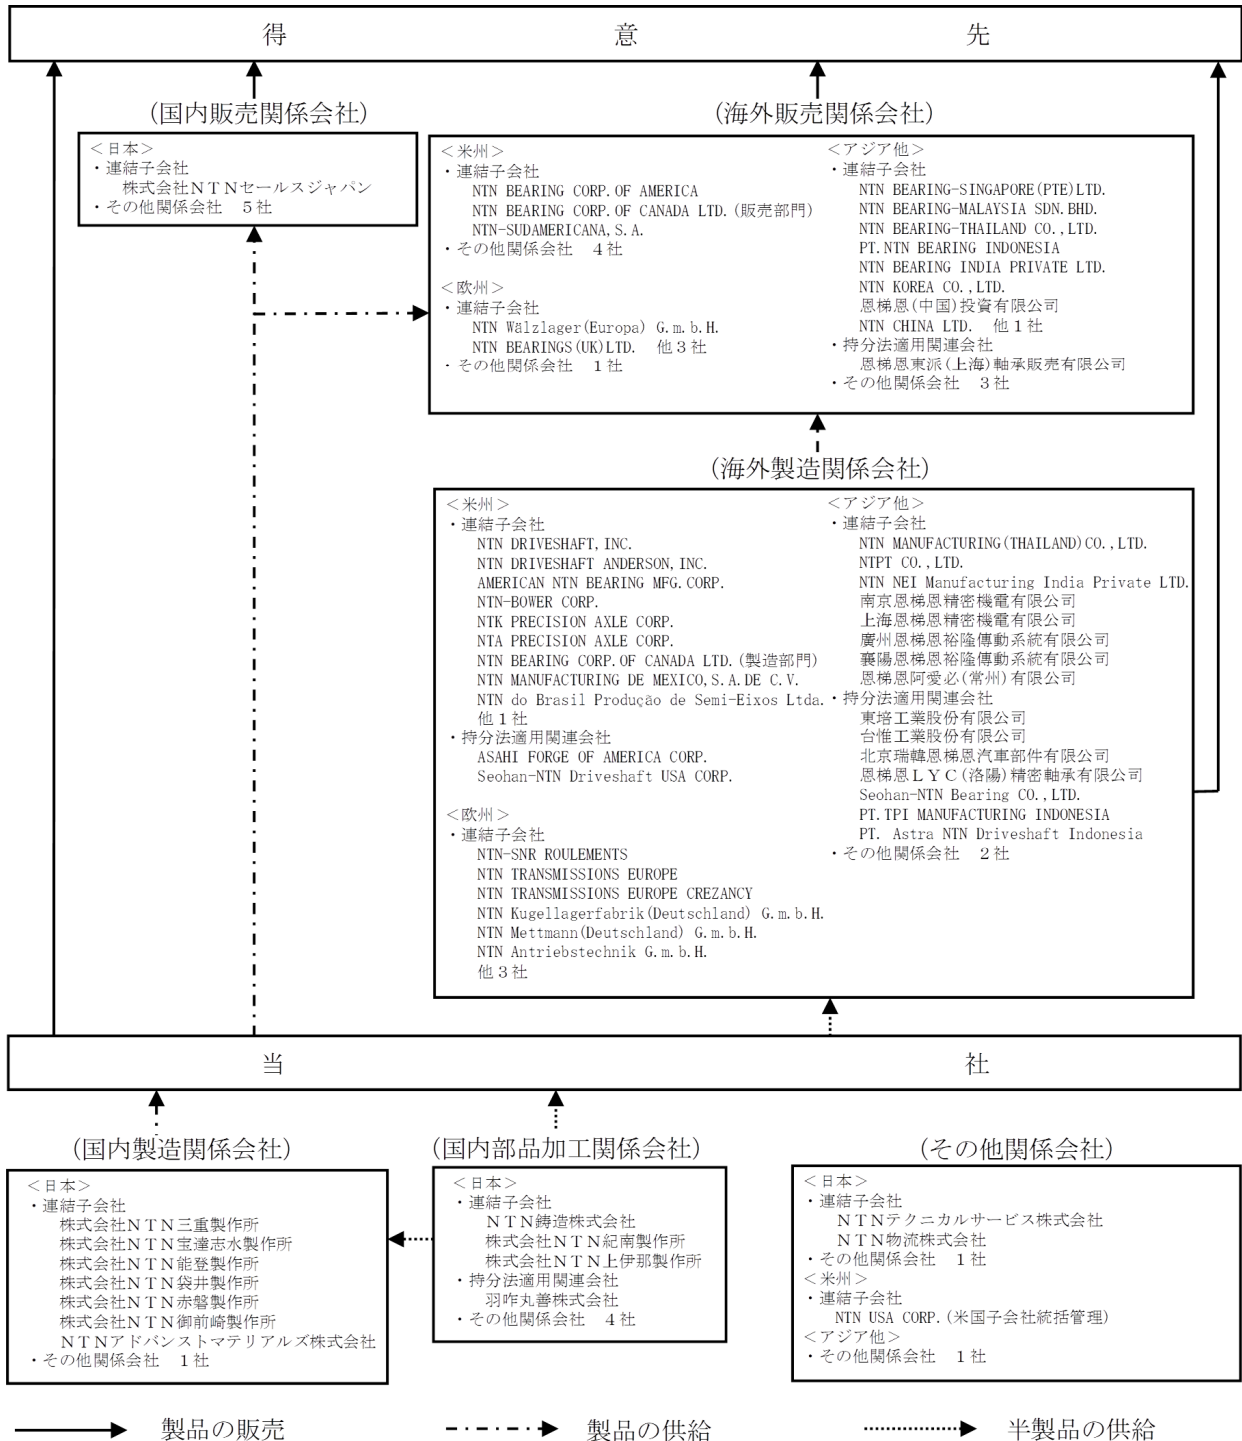 得意先
(国内販売関係会社)
＜日本＞
・連結子会社
株式会社ＮＴＮセールスジャパン
・その他関係会社　５社
(海外販売関係会社)
＜米州＞
・連結子会社
NTN BEARING CORP.OF AMERICA
NTN BEARING CORP.OF CANADA LTD.(販売部門)
NTN-SUDAMERICANA,S.A.
・その他関係会社　４社
＜欧州＞
・連結子会社
NTN Wälzlager(Europa) G.m.b.H.
NTN BEARINGS(UK)LTD.　他３社
・その他関係会社　１社
＜アジア他＞
・連結子会社
NTN BEARING-SINGAPORE(PTE)LTD.
NTN BEARING-MALAYSIA SDN.BHD.
NTN BEARING-THAILAND CO.,LTD.
PT.NTN BEARING INDONESIA
NTN BEARING INDIA PRIVATE LTD.
NTN KOREA CO.,LTD.
恩梯恩(中国)投資有限公司
NTN CHINA LTD.　他１社
・持分法適用関連会社
恩梯恩東派(上海)軸承販売有限公司
・その他関係会社　３社
(海外製造関係会社)
＜米州＞
・連結子会社
NTN DRIVESHAFT,INC.
NTN DRIVESHAFT ANDERSON,INC.
AMERICAN NTN BEARING MFG.CORP.
NTN-BOWER CORP.
NTK PRECISION AXLE CORP.
NTA PRECISION AXLE CORP.
NTN BEARING CORP.OF CANADA LTD.(製造部門)
NTN MANUFACTURING DE MEXICO,S.A.DE C.V.
NTN do Brasil Produção de Semi-Eixos Ltda.
他１社
・持分法適用関連会社
ASAHI FORGE OF AMERICA CORP.
Seohan-NTN Driveshaft USA CORP.
＜欧州＞
・連結子会社
NTN-SNR ROULEMENTS
NTN TRANSMISSIONS EUROPE
NTN TRANSMISSIONS EUROPE CREZANCY
NTN Kugellagerfabrik(Deutschland) G.m.b.H.
NTN Mettmann(Deutschland) G.m.b.H.
NTN Antriebstechnik G.m.b.H.
他３社
＜アジア他＞
・連結子会社
NTN MANUFACTURING(THAILAND)CO.,LTD.
NTPT CO.,LTD.
NTN NEI Manufacturing India Private LTD.
南京恩梯恩精密機電有限公司
上海恩梯恩精密機電有限公司
廣州恩梯恩裕隆傳動系統有限公司
襄陽恩梯恩裕隆傳動系統有限公司
恩梯恩阿愛必(常州)有限公司
・持分法適用関連会社
東培工業股份有限公司
台惟工業股份有限公司
北京瑞韓恩梯恩汽車部件有限公司
恩梯恩ＬＹＣ(洛陽)精密軸承有限公司
Seohan-NTN Bearing CO.,LTD.
PT.TPI MANUFACTURING INDONESIA
PT. Astra NTN Driveshaft Indonesia
・その他関係会社　２社
当社
(国内製造関係会社)
＜日本＞
・連結子会社
株式会社ＮＴＮ三重製作所
株式会社ＮＴＮ宝達志水製作所
株式会社ＮＴＮ能登製作所
株式会社ＮＴＮ袋井製作所
株式会社ＮＴＮ赤磐製作所
株式会社ＮＴＮ御前崎製作所
ＮＴＮアドバンストマテリアルズ株式会社
・その他関係会社　１社
(国内部品加工関係会社)
＜日本＞
・連結子会社
ＮＴＮ鋳造株式会社
株式会社ＮＴＮ紀南製作所
株式会社ＮＴＮ上伊那製作所
・持分法適用関連会社
羽咋丸善株式会社
・その他関係会社　４社
(その他関係会社)
＜日本＞
・連結子会社
ＮＴＮテクニカルサービス株式会社
ＮＴＮ物流株式会社
・その他関係会社　１社
＜米州＞
・連結子会社
NTN USA CORP.(米国子会社統括管理)
＜アジア他＞
・その他関係会社　１社
製品の販売　製品の供給　半製品の供給